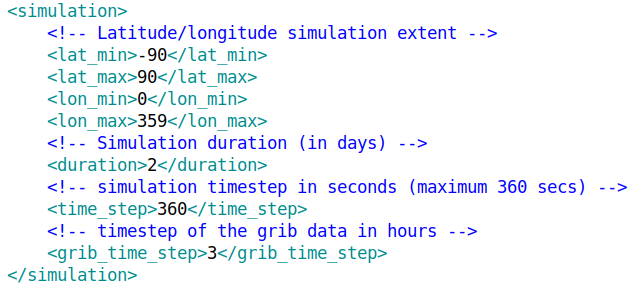 <simulation>
    <!-- Latitude/longitude simulation extent -->
    <lat_min>-90</lat_min>
    <lat_max>90</lat_max>
    <lon_min>0</lon_min>
    <lon_max>359</lon_max>
    <!-- Simulation duration (in days) -->
    <duration>2</duration>
    <!-- simulation timestep in seconds (maximum 360 secs) -->
    <time_step>360</time_step>
    <!-- timestep of the grib data in hours -->
    <grib_time_step>3</grib_time_step>
</simulation>